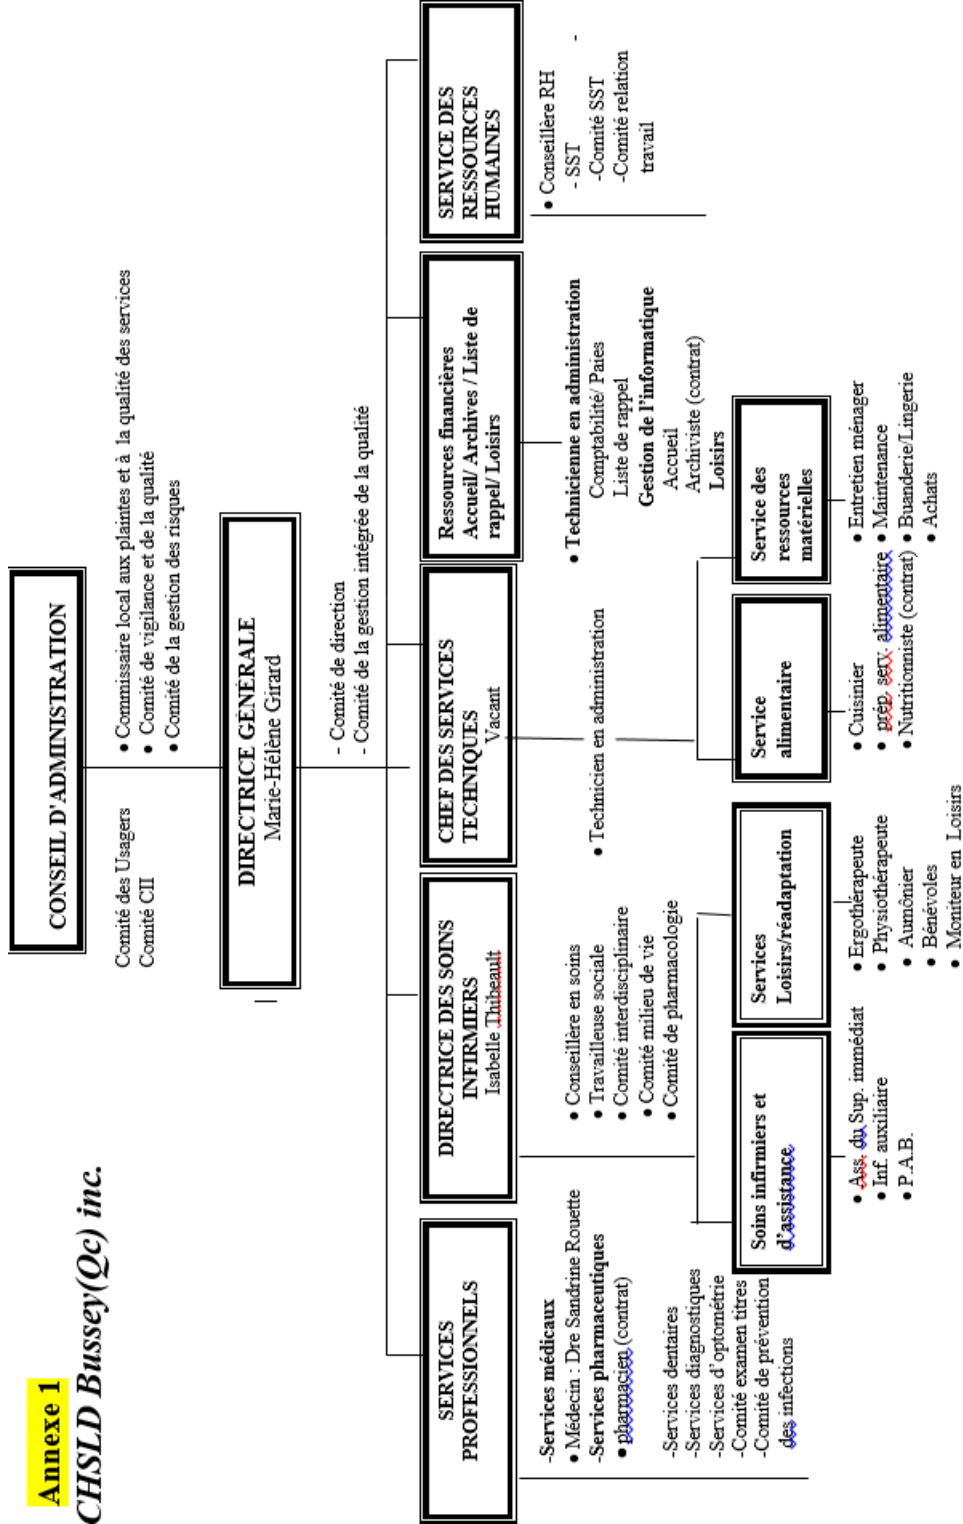 Annexe 1
CHSLD Bussey(Qc) inc.
CONSEIL D'ADMINISTRATION
Comité des Usagers
Comité CII
● Commissaire local aux plaintes et à la qualité des services
● Comité de vigilance et de la qualité
● Comité de la gestion des risques
DIRECTRICE GENERALE
Marie-Hélène Girard
- Comité de direction
- Comité de la gestion intégrée de la qualité
SERVICES
PROFESSIONNELS
DIRECTRICE DES SOINS
INFIRMIERS
Isabelle Thibeault
CHEF DES SERVICES
TECHNIQUES
Vacant
Ressources financières
Accueil/ Archives / Liste de
rappel/ Loisirs
SERVICE DES
RESSOURCES
HUMAINES
-Services médicaux
● Médecin : Dre Sandrine Rouette
-Services pharmaceutiques
● pharmacien (contrat)
-Services dentaires
-Services diagnostiques
-Services d'optométrie
-Comité examen titres
-Comité de prévention
des infections
● Conseillère en soins
● Travailleuse sociale
● Comité interdisciplinaire
● Comité milieu de vie
● Comité de pharmacologie
● Technicien en administration
● Technicienne en administration
Comptabilité/ Paies
Liste de rappel
Gestion de l'informatique
Accueil
Archiviste (contrat)
Loisirs
● Conseillère RH
- SST -
-Comité SST
-Comité relation
travail
Soins infirmiers et
d'assistance
Services
Loisirs/réadaptation
Service
alimentaire
Service des
ressources
matérielles
● Ass. du Sup. immédiat
● Inf. auxiliaire
● P.A.B.
● Ergothérapeute
● Physiothérapeute
● Aumônier
● Bénévoles
● Moniteur en Loisirs
● Cuisinier
● prép. serv. alimentaire
● Nutritionniste (contrat)
● Entretien ménager
● Maintenance
● Buanderie/Lingerie
● Achats